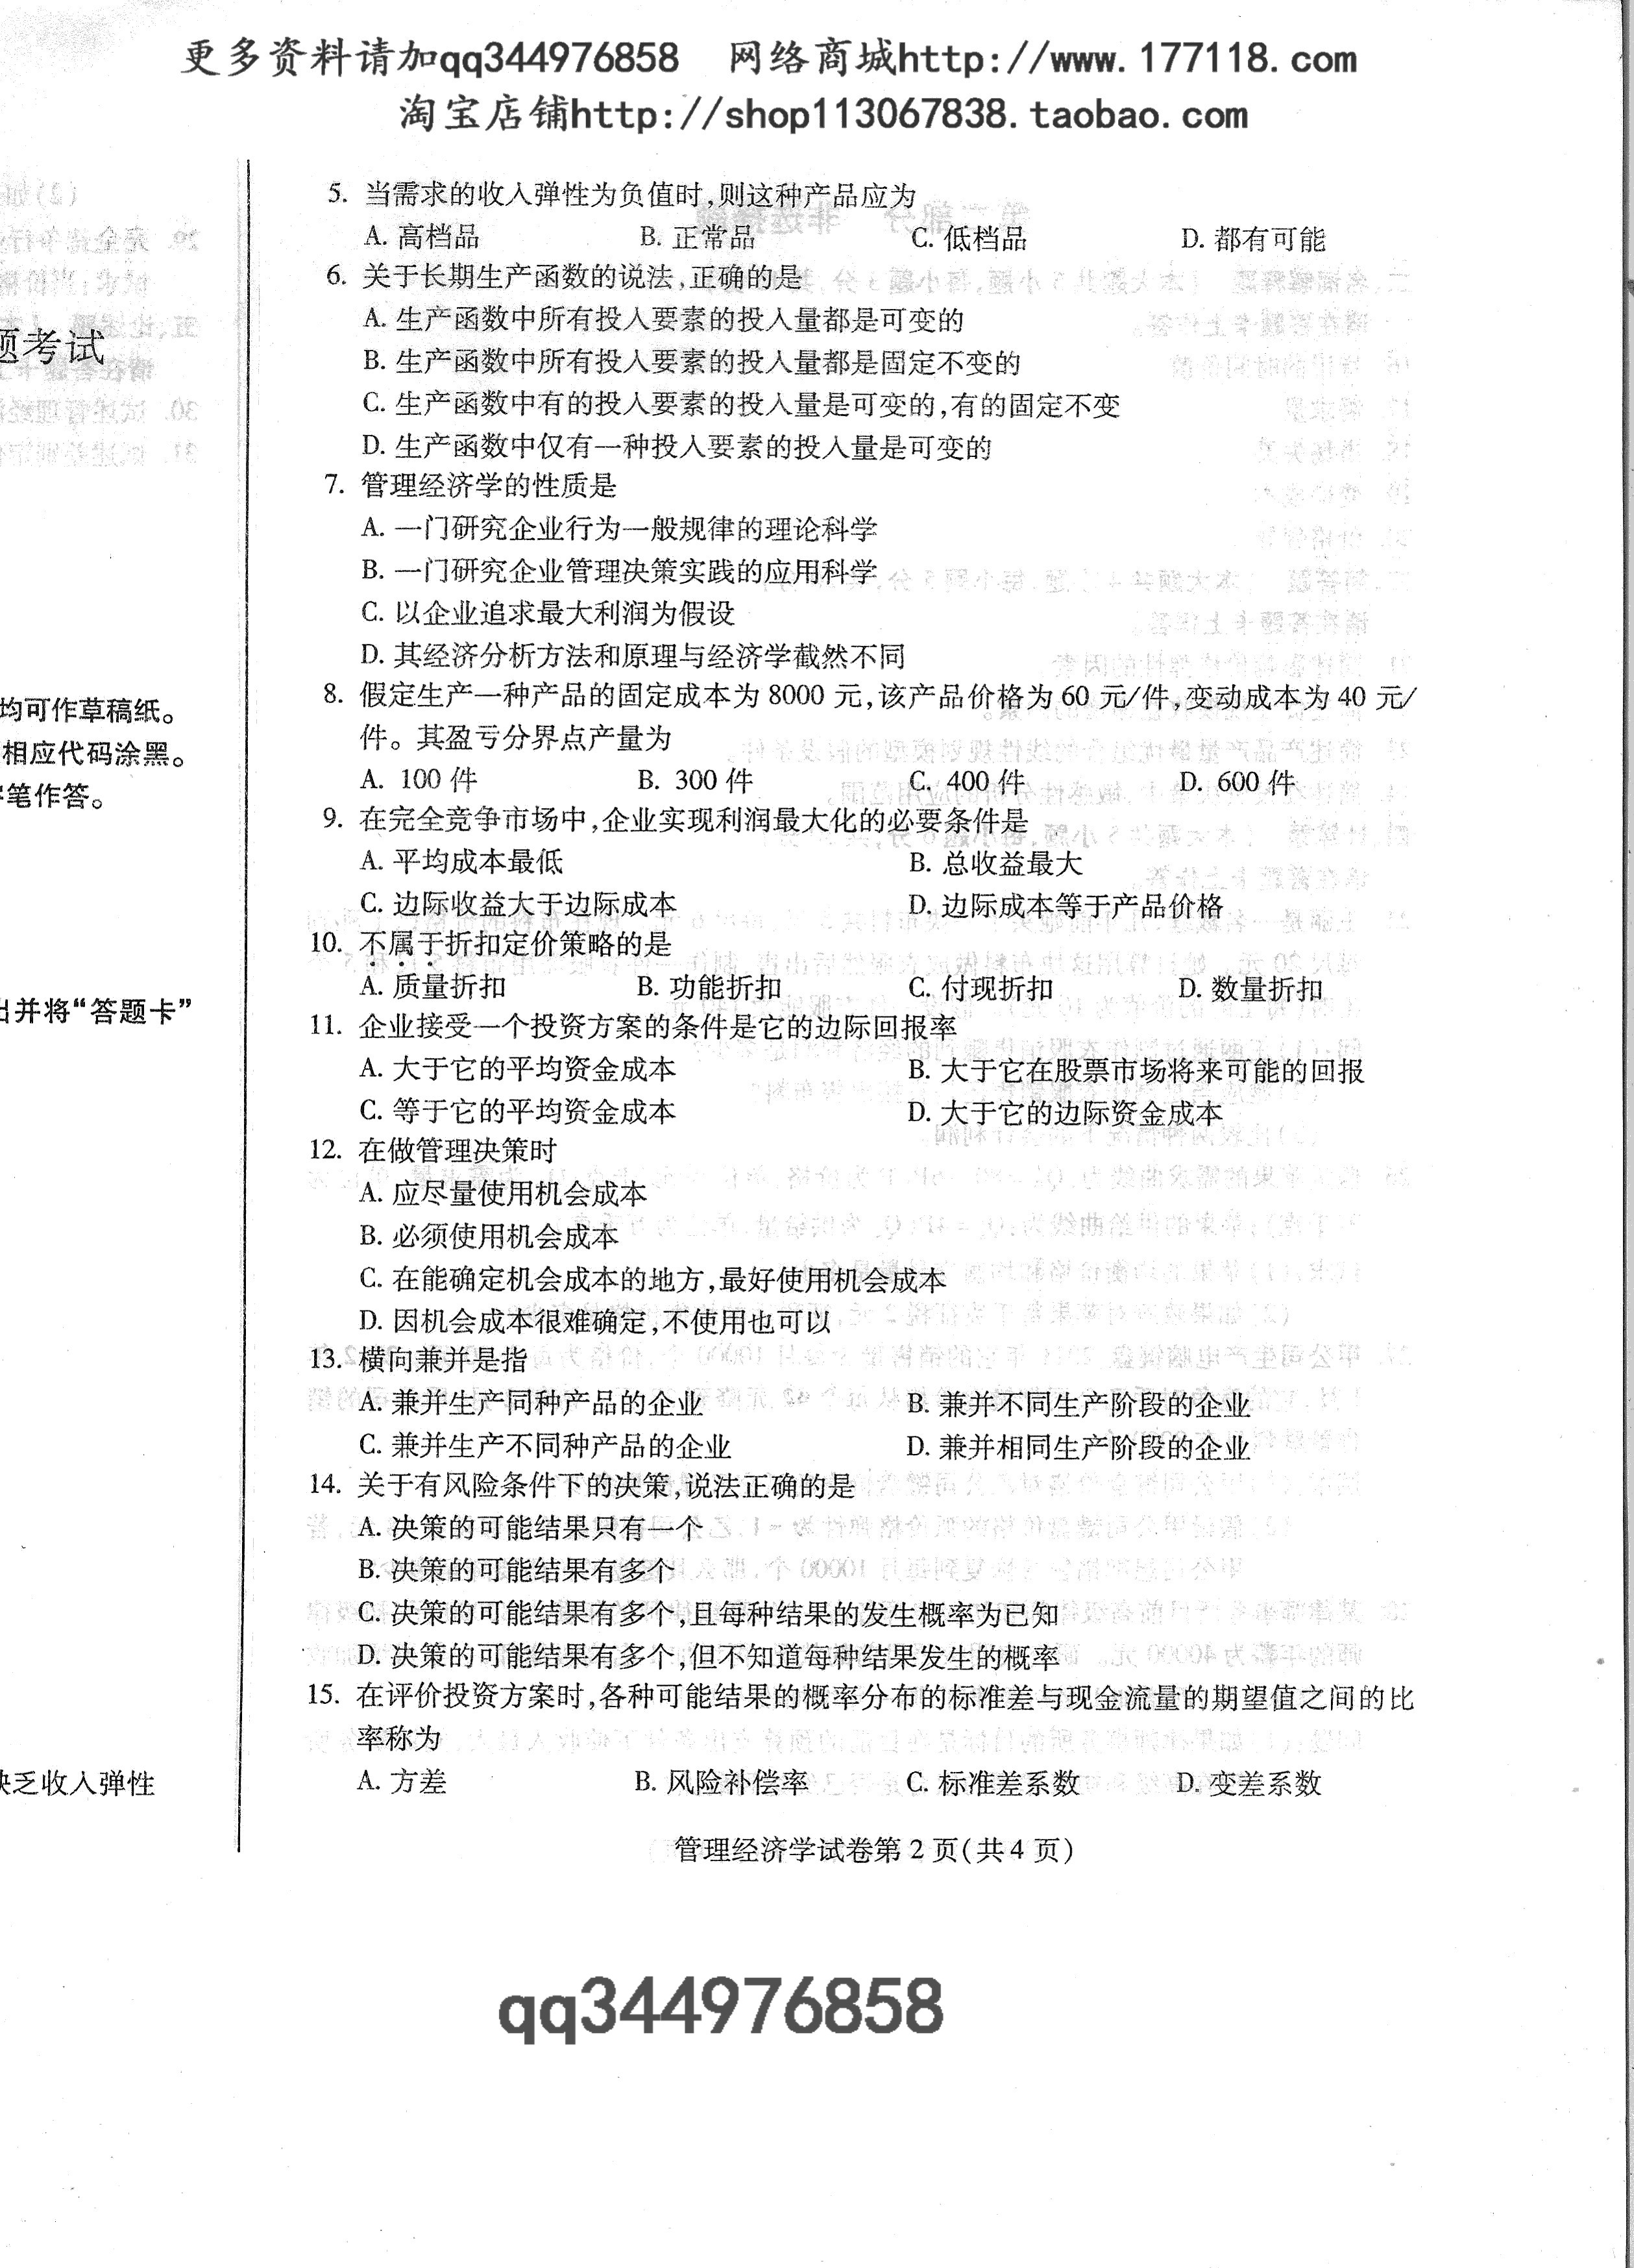 更多资料请加qq344976858 网络商城http://www.177118.com
淘宝店铺http://shop113067838.taobao.com
题考试
均可作草稿纸。
相应代码涂黑。
笔作答。
出并将“答题卡”
缺乏收入弹性
5. 当需求的收入弹性为负值时,则这种产品应为
A. 高档品 B. 正常品 C. 低档品 D. 都有可能
6. 关于长期生产函数的说法,正确的是
A. 生产函数中所有投入要素的投入量都是可变的
B. 生产函数中所有投入要素的投入量都是固定不变的
C. 生产函数中有的投入要素的投入量是可变的,有的固定不变
D. 生产函数中仅有一种投入要素的投入量是可变的
7. 管理经济学的性质是
A. 一门研究企业行为一般规律的理论科学
B. 一门研究企业管理决策实践的应用科学
C. 以企业追求最大利润为假设
D. 其经济分析方法和原理与经济学截然不同
8. 假定生产一种产品的固定成本为 8000 元,该产品价格为 60 元/件,变动成本为 40 元/
件。其盈亏分界点产量为
A. 100 件 B. 300 件 C. 400 件 D. 600 件
9. 在完全竞争市场中,企业实现利润最大化的必要条件是
A. 平均成本最低 B. 总收益最大
C. 边际收益大于边际成本 D. 边际成本等于产品价格
10. 不属于折扣定价策略的是
A. 质量折扣 B. 功能折扣 C. 付现折扣 D. 数量折扣
11. 企业接受一个投资方案的条件是它的边际回报率
A. 大于它的平均资金成本 B. 大于它在股票市场将来可能的回报
C. 等于它的平均资金成本 D. 大于它的边际资金成本
12. 在做管理决策时
A. 应尽量使用机会成本
B. 必须使用机会成本
C. 在能确定机会成本的地方,最好使用机会成本
D. 因机会成本很难确定,不使用也可以
13. 横向兼并是指
A. 兼并生产同种产品的企业 B. 兼并不同生产阶段的企业
C. 兼并生产不同种产品的企业 D. 兼并相同生产阶段的企业
14. 关于有风险条件下的决策,说法正确的是
A. 决策的可能结果只有一个
B. 决策的可能结果有多个
C. 决策的可能结果有多个,且每种结果的发生概率为已知
D. 决策的可能结果有多个,但不知道每种结果发生的概率
15. 在评价投资方案时,各种可能结果的概率分布的标准差与现金流量的期望值之间的比
率称为
A. 方差 B. 风险补偿率 C. 标准差系数 D. 变差系数
管理经济学试卷第 2 页(共 4 页)
qq344976858